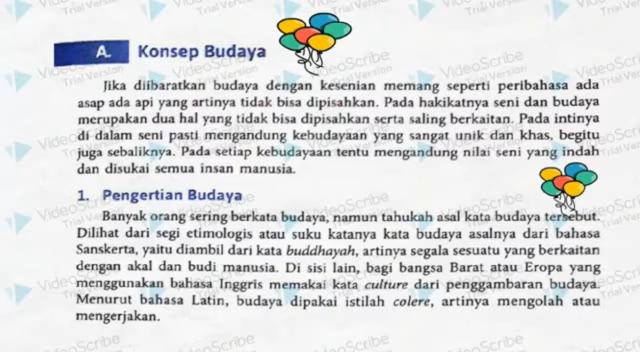 A. Konsep Budaya
Jika diibaratkan budaya dengan kesenian memang seperti peribahasa ada
asap ada api yang artinya tidak bisa dipisahkan. Pada hakikatnya seni dan budaya
merupakan dua hal yang tidak bisa dipisahkan serta saling berkaitan. Pada intinya
di dalam seni pasti mengandung kebudayaan yang sangat unik dan khas, begitu
juga sebaliknya. Pada setiap kebudayaan tentu mengandung nilai seni yang indah
dan disukai semua insan manusia.
1. Pengertian Budaya
Banyak orang sering berkata budaya, namun tahukah asal kata budaya tersebut.
Dilihat dari segi etimologis atau suku katanya kata budaya asalnya dari bahasa
Sanskerta, yaitu diambil dari kata buddhayah, artinya segala sesuatu yang berkaitan
dengan akal dan budi manusia. Di sisi lain, bagi bangsa Barat atau Eropa yang
menggunakan bahasa Inggris memakai kata culture dari penggambaran budaya.
Menurut bahasa Latin, budaya dipakai istilah colere, artinya mengolah atau
mengerjakan.
VideoScribe
Trial Version